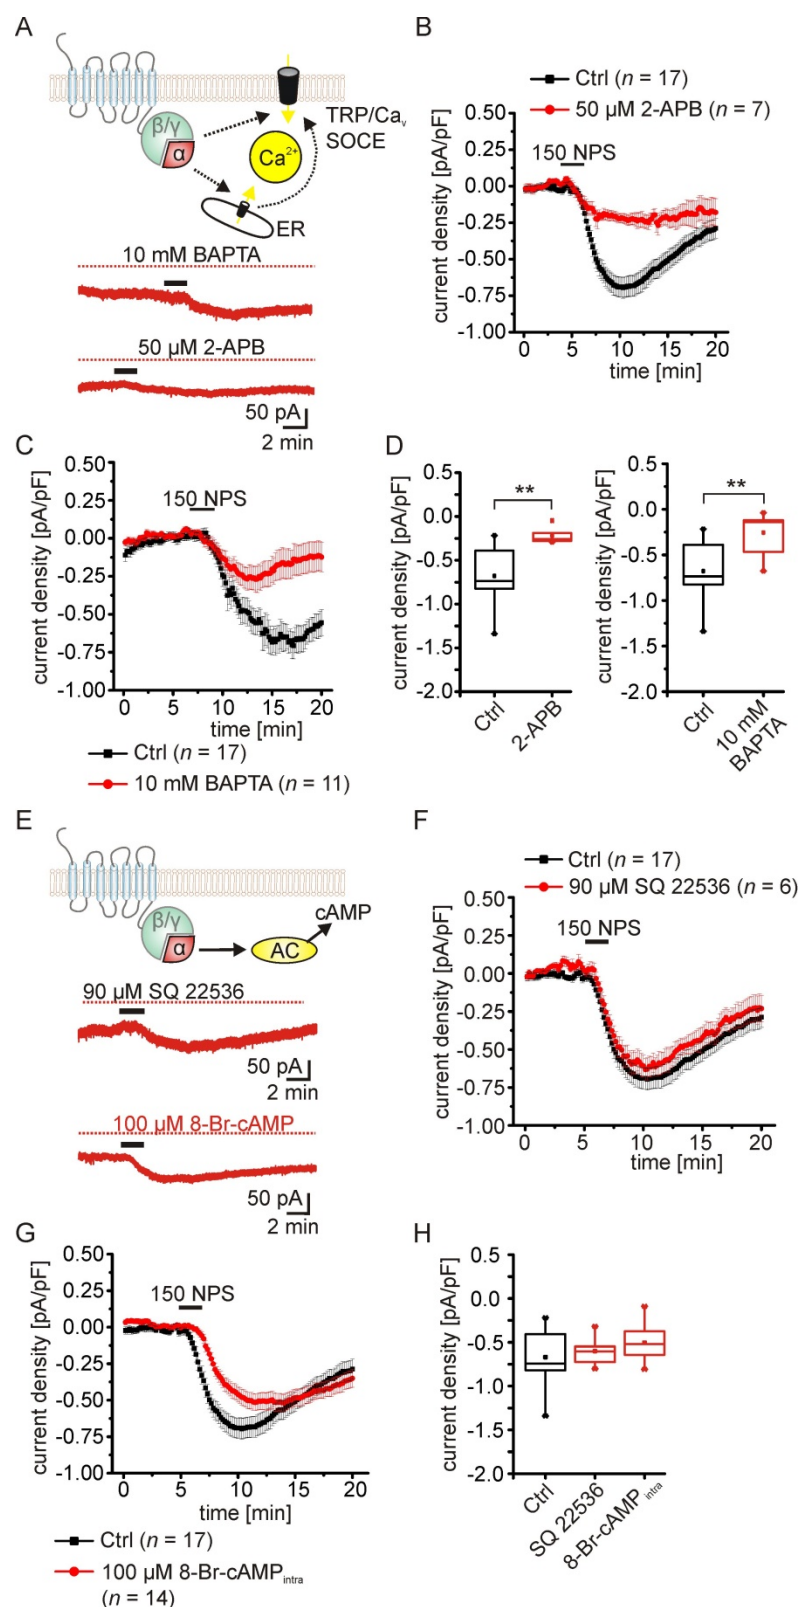 A
β/γ
α
Ca²⁺
TRP/Caᵥ
SOCE
ER
10 mM BAPTA
50 µM 2-APB
50 pA
2 min
B
Ctrl (n = 17)
50 µM 2-APB (n = 7)
150 NPS
current density [pA/pF]
0.50
0.25
0.00
-0.25
-0.50
-0.75
-1.00
0 5 10 15 20
time [min]
C
current density [pA/pF]
0.50
0.25
0.00
-0.25
-0.50
-0.75
-1.00
150 NPS
0 5 10 15 20
time [min]
Ctrl (n = 17)
10 mM BAPTA (n = 11)
D
current density [pA/pF]
0.5
0.0
-0.5
-1.0
-1.5
-2.0
**
Ctrl
2-APB
current density [pA/pF]
0.5
0.0
-0.5
-1.0
-1.5
-2.0
**
Ctrl
10 mM
BAPTA
E
β/γ
α
AC
cAMP
90 µM SQ 22536
50 pA
2 min
100 µM 8-Br-cAMP
50 pA
2 min
F
Ctrl (n = 17)
90 µM SQ 22536 (n = 6)
150 NPS
current density [pA/pF]
0.50
0.25
0.00
-0.25
-0.50
-0.75
-1.00
0 5 10 15 20
time [min]
G
current density [pA/pF]
0.50
0.25
0.00
-0.25
-0.50
-0.75
-1.00
150 NPS
0 5 10 15 20
time [min]
Ctrl (n = 17)
100 µM 8-Br-cAMP intra
(n = 14)
H
current density [pA/pF]
0.5
0.0
-0.5
-1.0
-1.5
-2.0
Ctrl
SQ 22536
8-Br-cAMP intra